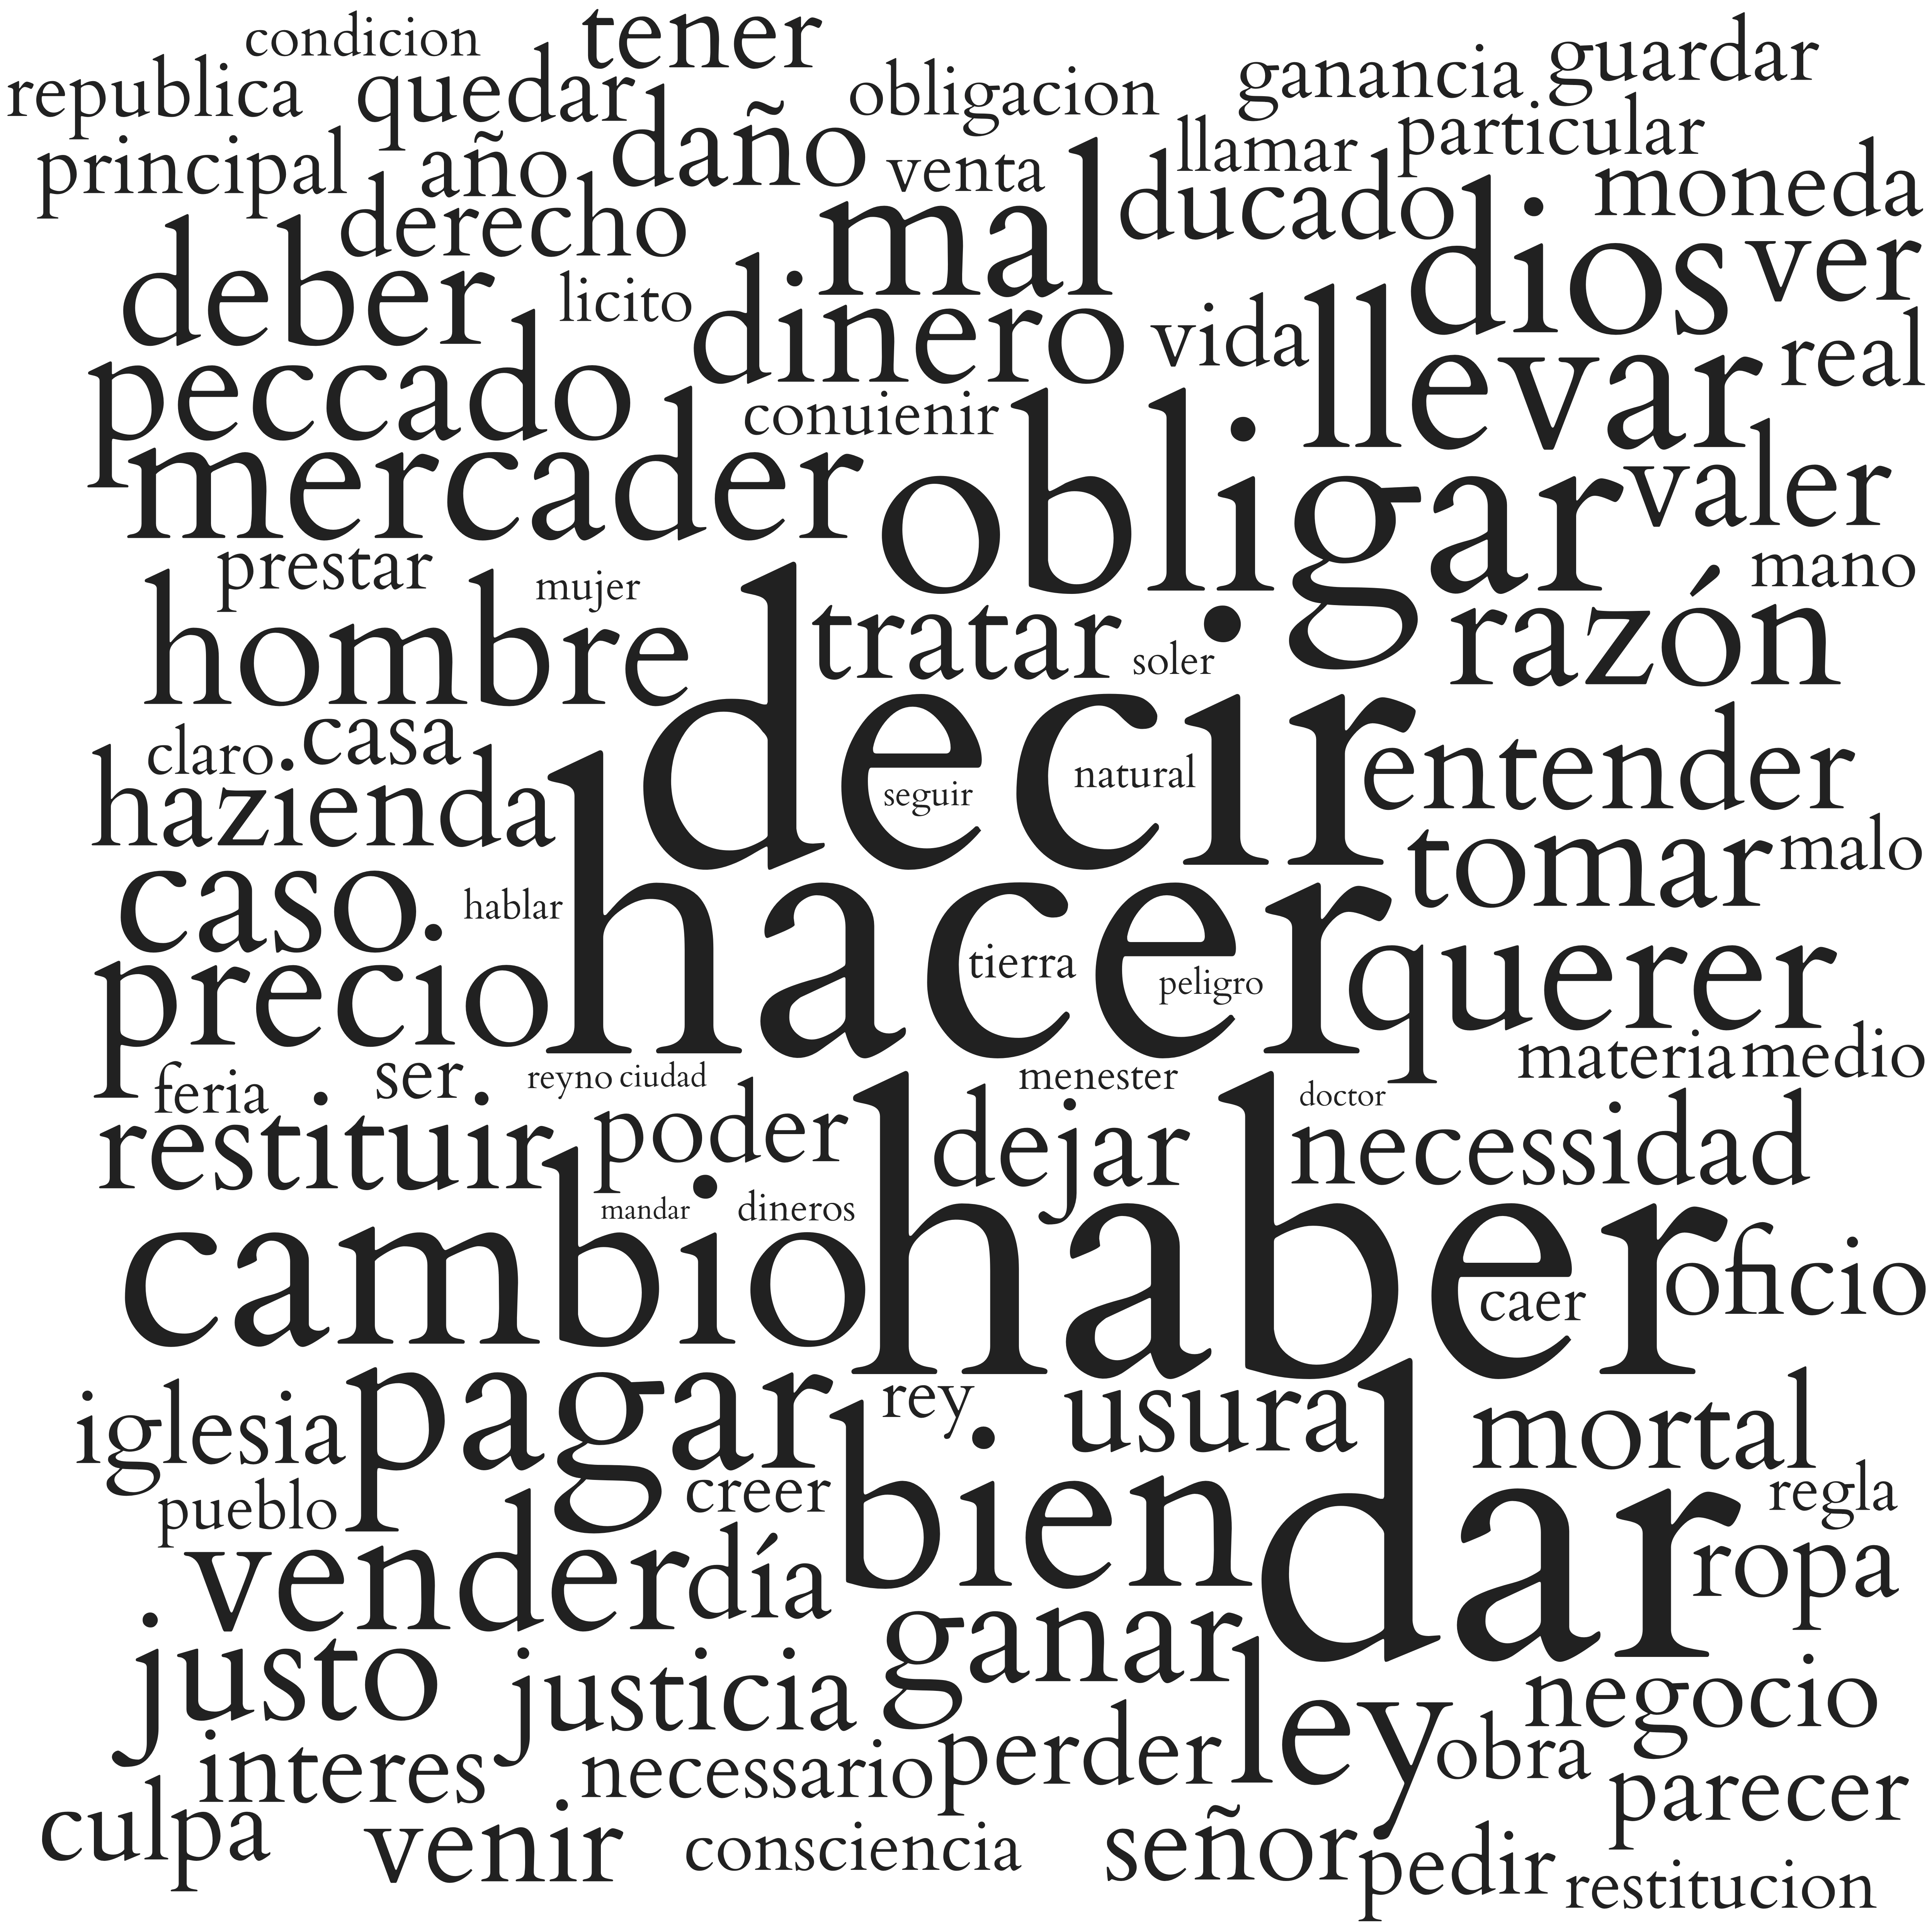 condicion tener
republica quedar obligacion ganancia guardar
principal año daño venta llamar particular
derecho mal ducado moneda
deber licito dinero vida dios ver
peccado conuienir llevar real
mercader obligar valer
prestar mujer mano
hombre tratar soler razón
claro casa decir natural seguir entender
hazienda tomar malo
caso hablar hacer tierra peligro querer
precio materia medio
feria ser reyno ciudad menester doctor
restituir poder dejar necessidad
mandar dineros
cambio haber caer oficio
iglesia pagar rey usura mortal
pueblo creer bien dar regla
vender día ropa
justo justicia ganar negocio
interes necessario perder ley obra parecer
culpa venir consciencia señor pedir restitucion